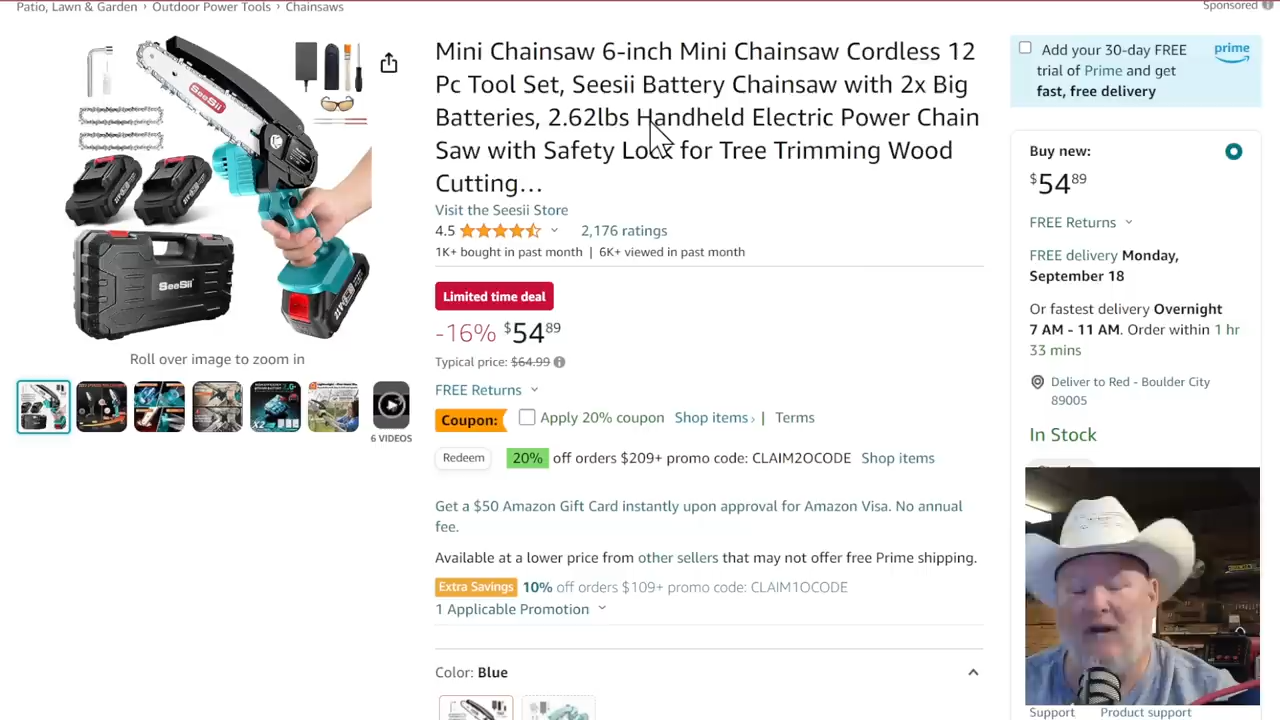 Patio, Lawn & Garden › Outdoor Power Tools › Chainsaws
Sponsored
SeeSii
SeeSii
Roll over image to zoom in
6 VIDEOS
Mini Chainsaw 6-inch Mini Chainsaw Cordless 12
Pc Tool Set, Seesii Battery Chainsaw with 2x Big
Batteries, 2.62lbs Handheld Electric Power Chain
Saw with Safety Lock for Tree Trimming Wood
Cutting…
Visit the Seesii Store
4.5 2,176 ratings
1K+ bought in past month | 6K+ viewed in past month
Limited time deal
-16% $54 89
Typical price: $64.99
FREE Returns
Coupon: Apply 20% coupon Shop items › | Terms
Redeem 20% off orders $209+ promo code: CLAIM2OCODE Shop items
Get a $50 Amazon Gift Card instantly upon approval for Amazon Visa. No annual
fee.
Available at a lower price from other sellers that may not offer free Prime shipping.
Extra Savings 10% off orders $109+ promo code: CLAIM1OCODE
1 Applicable Promotion
Color: Blue
Add your 30-day FREE
trial of Prime and get
fast, free delivery
prime
Buy new:
$54 89
FREE Returns
FREE delivery Monday,
September 18
Or fastest delivery Overnight
7 AM - 11 AM. Order within 1 hr
33 mins
Deliver to Red - Boulder City
89005
In Stock
Support Product support